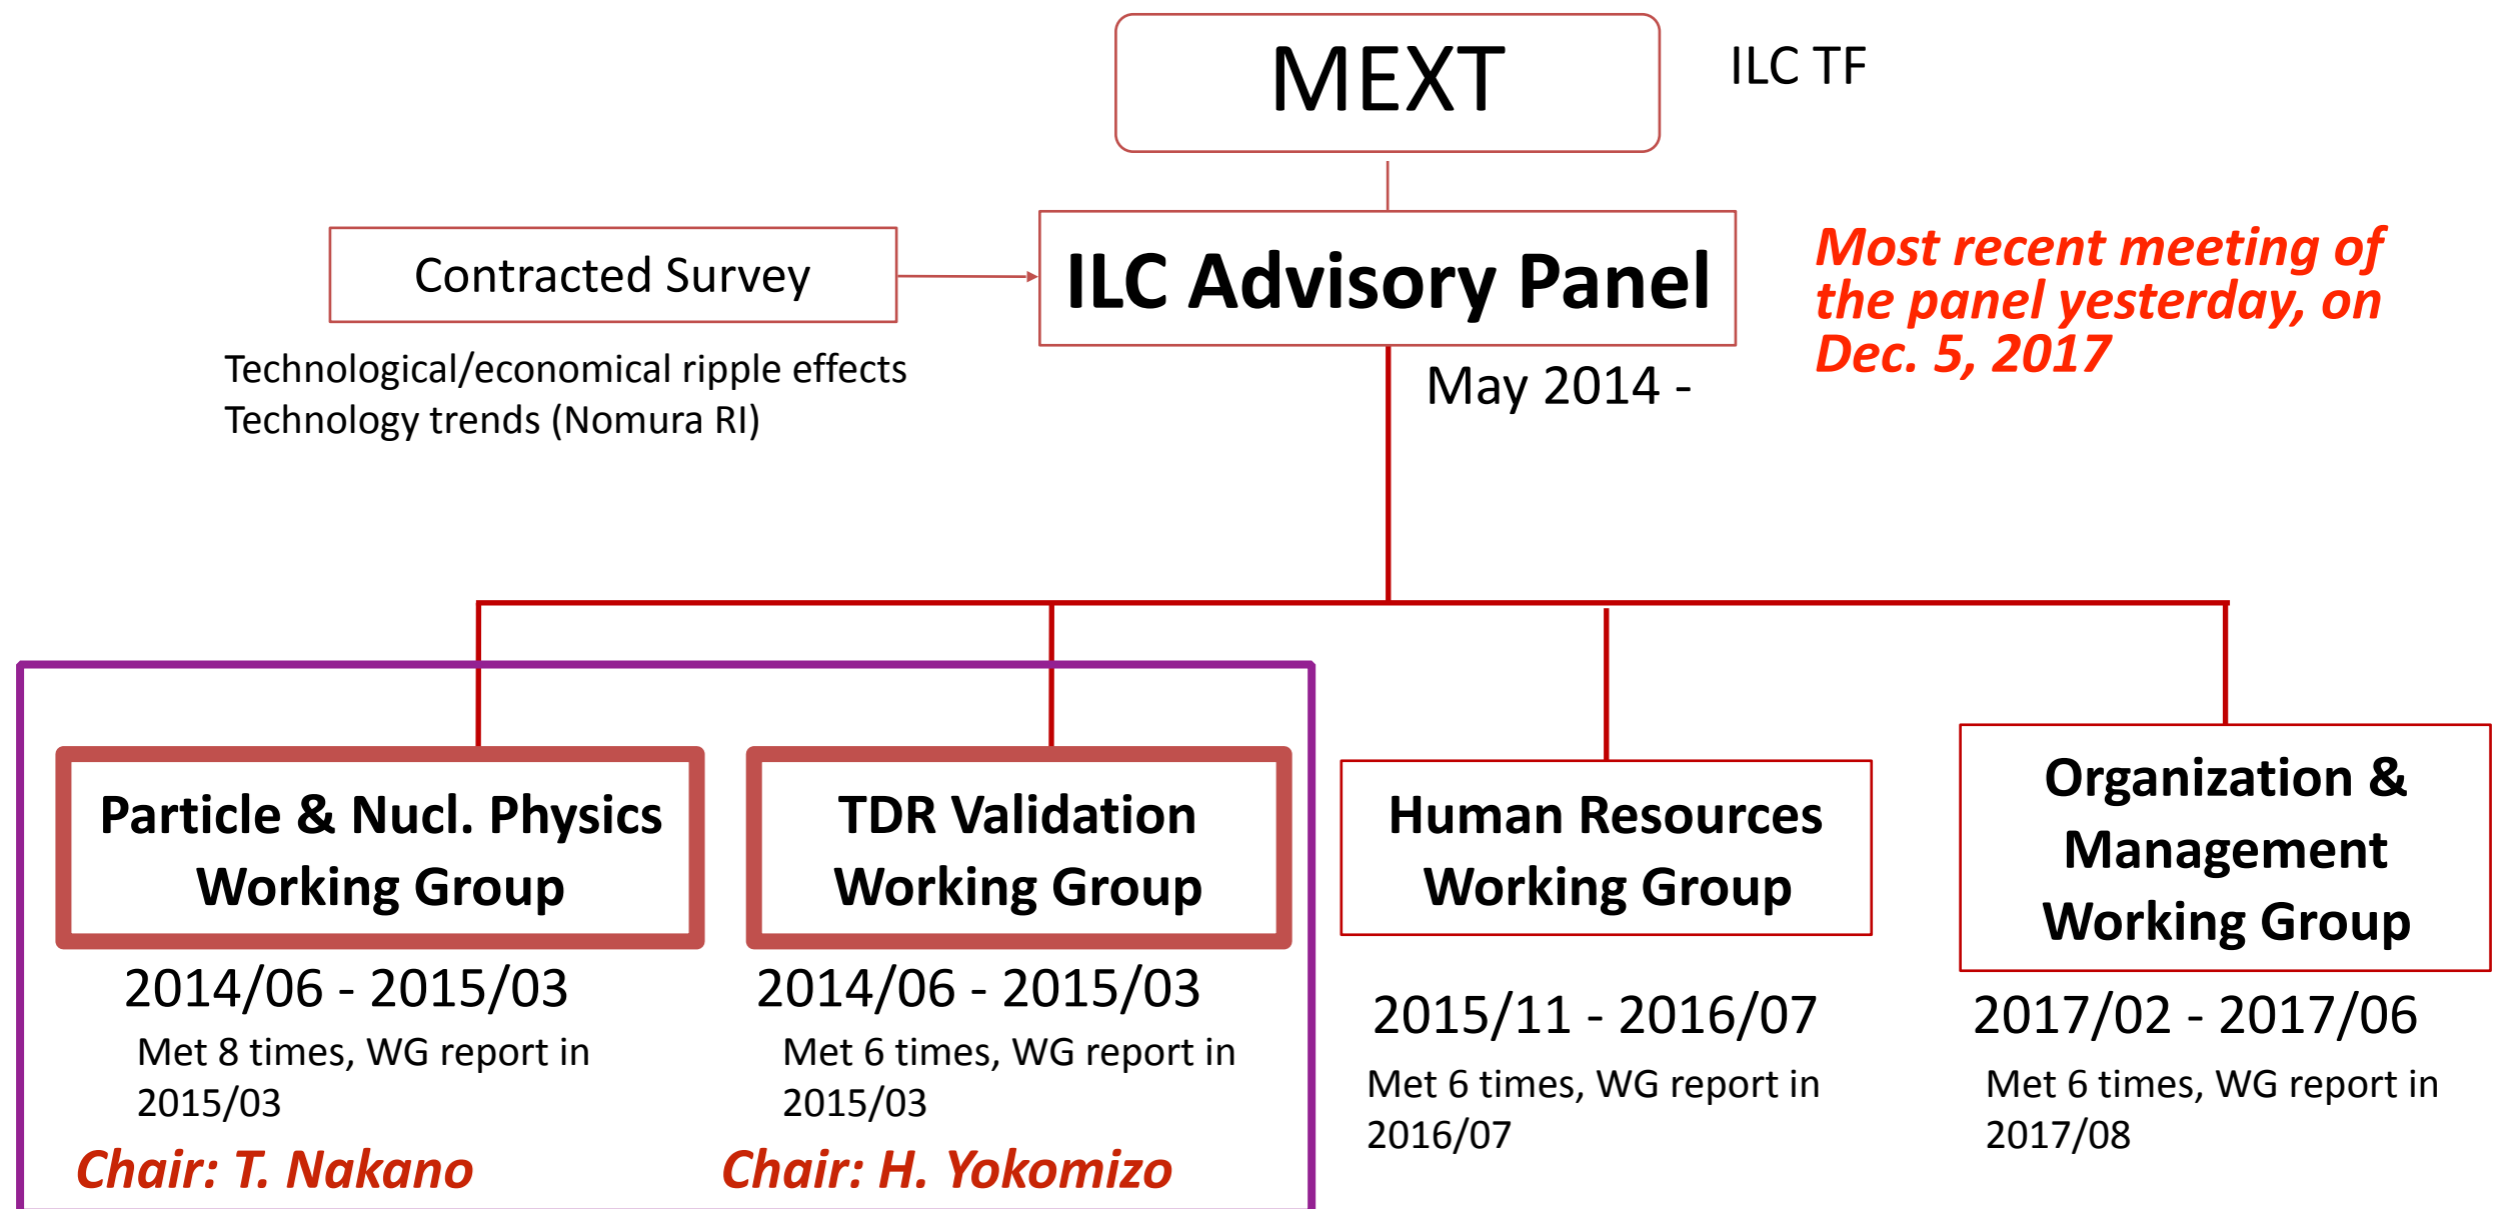 MEXT
ILC TF
Contracted Survey
ILC Advisory Panel
Most recent meeting of
the panel yesterday, on
Dec. 5, 2017
Technological/economical ripple effects
Technology trends (Nomura RI)
May 2014 -
Particle & Nucl. Physics
Working Group
2014/06 - 2015/03
Met 8 times, WG report in
2015/03
Chair: T. Nakano
TDR Validation
Working Group
2014/06 - 2015/03
Met 6 times, WG report in
2015/03
Chair: H. Yokomizo
Human Resources
Working Group
2015/11 - 2016/07
Met 6 times, WG report in
2016/07
Organization &
Management
Working Group
2017/02 - 2017/06
Met 6 times, WG report in
2017/08